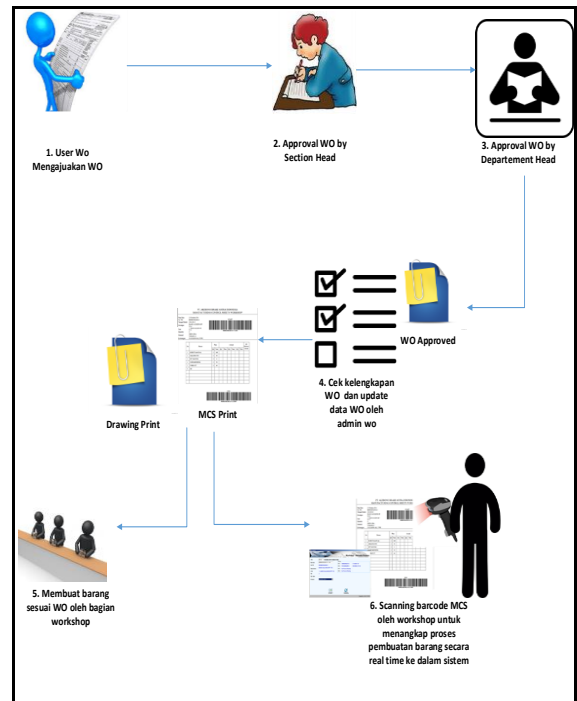 1. User Wo
Mengajuakan WO
2. Approval WO by
Section Head
3. Approval WO by
Departement Head
WO Approved
4. Cek kelengkapan
WO dan update
data WO oleh
admin wo
MCS Print
Drawing Print
5. Membuat barang
sesuai WO oleh bagian
workshop
6. Scanning barcode MCS
oleh workshop untuk
menangkap proses
pembuatan barang secara
real time ke dalam sistem